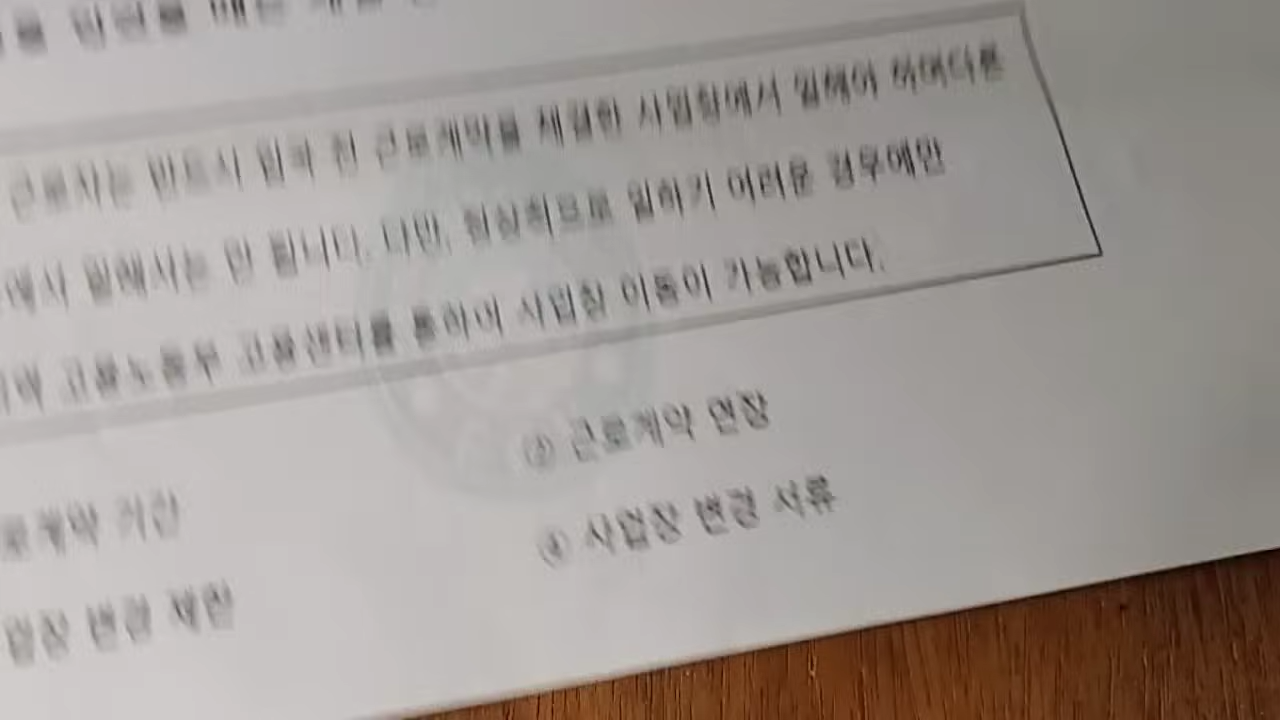 근로자는 반드시 입국 전 근로계약을 체결한 사업장에서 일해야 하며다른
에서 일해서는 안 됩니다. 다만, 정상적으로 일하기 어려운 경우에만
고용노동부 고용센터를 통하여 사업장 이동이 가능합니다.
로계약 기간 ② 근로계약 연장
업장 변경 제한 ④ 사업장 변경 서류